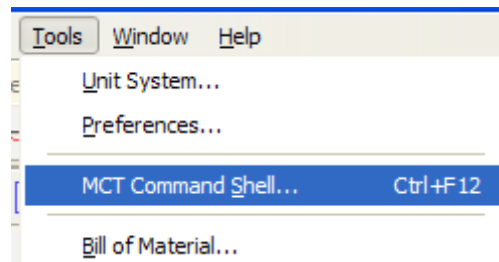 Tools Window Help
Unit System...
Preferences...
MCT Command Shell... Ctrl+F12
Bill of Material...